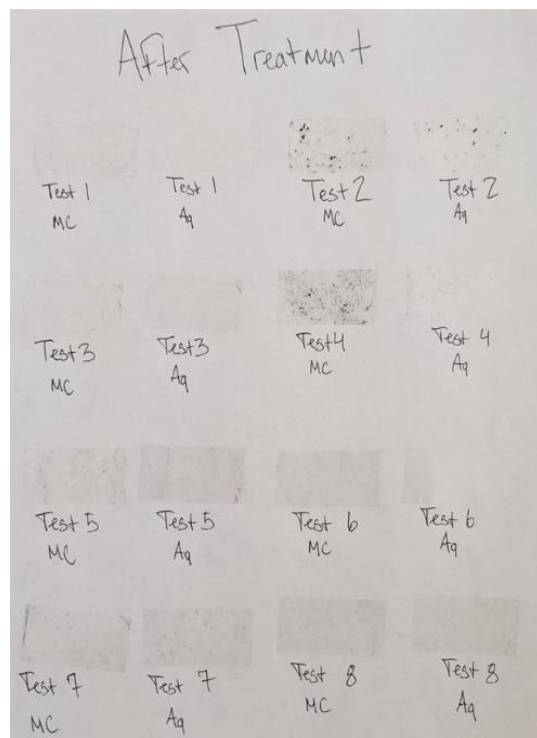 After Treatment
Test 1 Test 1 Test 2 Test 2
MC Aq MC Aq
Test 3 Test 3 Test 4 Test 4
MC Aq MC Aq
Test 5 Test 5 Test 6 Test 6
MC Aq MC Aq
Test 7 Test 7 Test 8 Test 8
MC Aq MC Aq